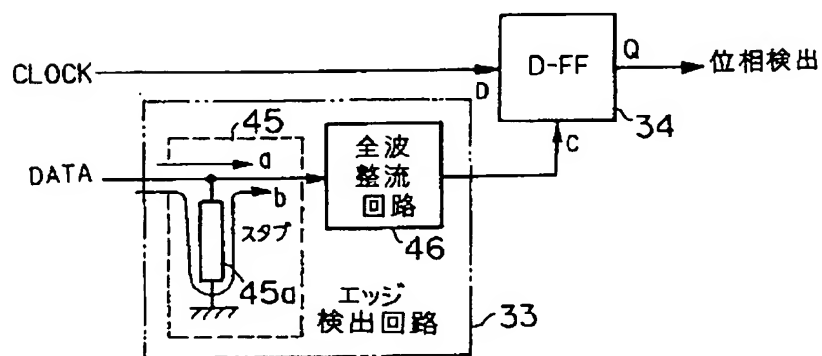 CLOCK
D
D-FF
Q
位相検出
34
C
45
a
DATA
b
スタブ
45a
全波
整流
回路
46
エッジ
検出回路
33